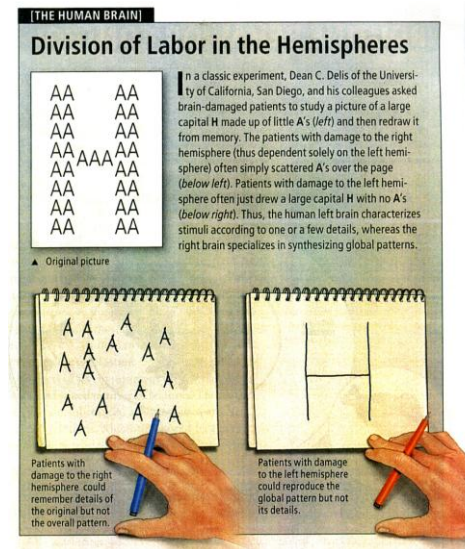 [THE HUMAN BRAIN]
Division of Labor in the Hemispheres
In a classic experiment, Dean C. Delis of the Universi-
ty of California, San Diego, and his colleagues asked
brain-damaged patients to study a picture of a large
capital H made up of little A's (left) and then redraw it
from memory. The patients with damage to the right
hemisphere (thus dependent solely on the left hemi-
sphere) often simply scattered A's over the page
(below left). Patients with damage to the left hemi-
sphere often just drew a large capital H with no A's
(below right). Thus, the human left brain characterizes
stimuli according to one or a few details, whereas the
right brain specializes in synthesizing global patterns.
AA AA
AA AA
AA AA
AA AA
AAA
AA AA
AA AA
AA AA
AA AA
▲ Original picture
A A A A
A A A
A A A
A A A A
A
H
Patients with
damage to the right
hemisphere could
remember details of
the original but not
the overall pattern.
Patients with damage
to the left hemisphere
could reproduce the
global pattern but not
its details.